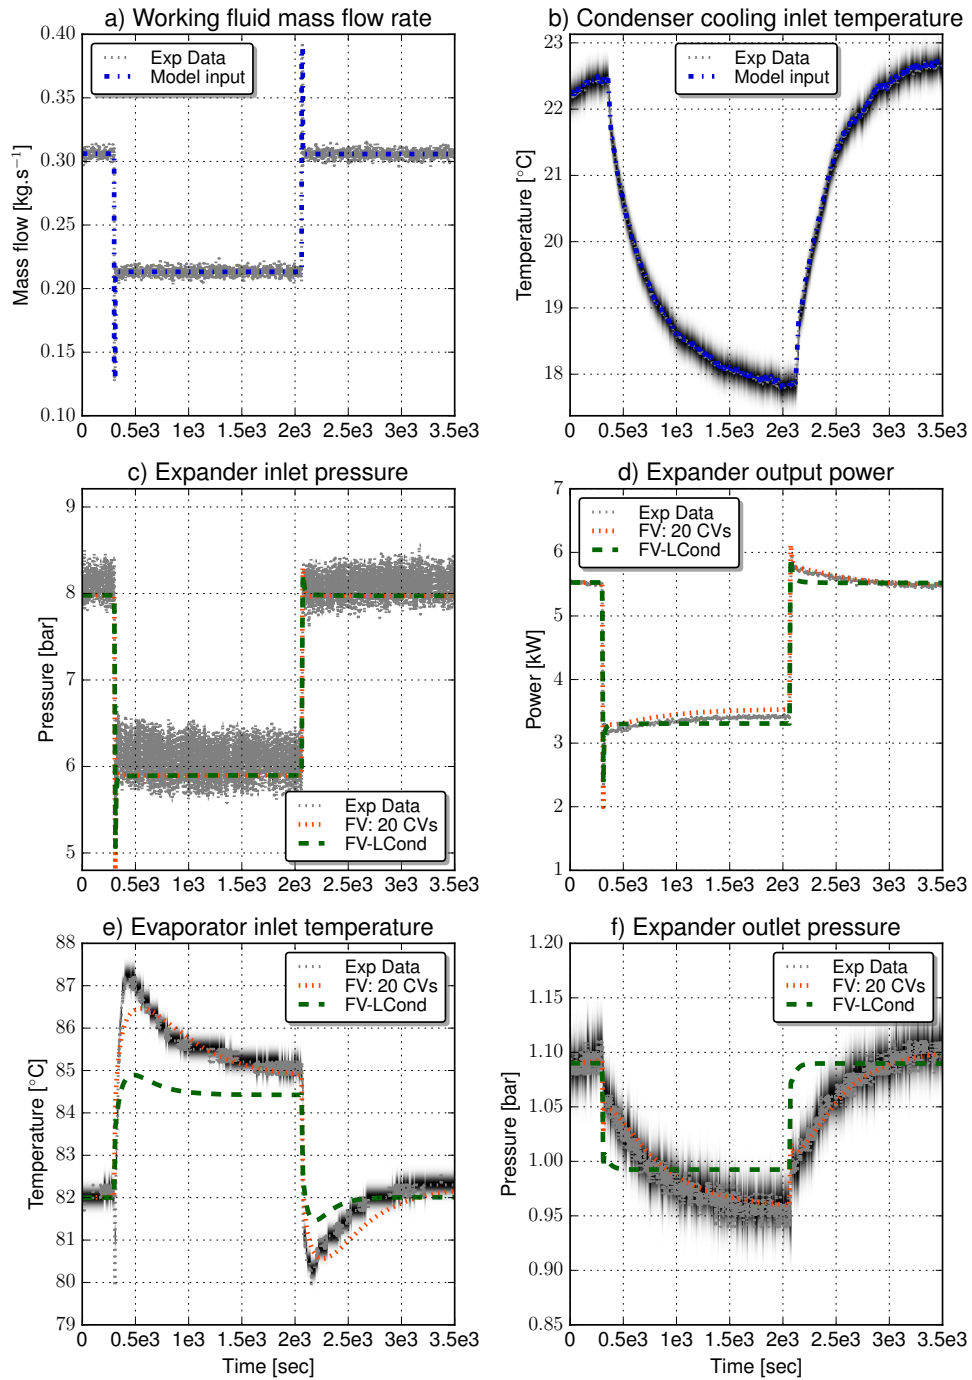 a) Working fluid mass flow rate
Exp Data
Model input
Mass flow [kg.s⁻¹]
0.40
0.35
0.30
0.25
0.20
0.15
0.10
0 0.5e3 1e3 1.5e3 2e3 2.5e3 3e3 3.5e3
b) Condenser cooling inlet temperature
Exp Data
Model input
Temperature [°C]
23
22
21
20
19
18
0 0.5e3 1e3 1.5e3 2e3 2.5e3 3e3 3.5e3
c) Expander inlet pressure
Exp Data
FV: 20 CVs
FV-LCond
Pressure [bar]
9
8
7
6
5
0 0.5e3 1e3 1.5e3 2e3 2.5e3 3e3 3.5e3
d) Expander output power
Exp Data
FV: 20 CVs
FV-LCond
Power [kW]
7
6
5
4
3
2
1
0 0.5e3 1e3 1.5e3 2e3 2.5e3 3e3 3.5e3
e) Evaporator inlet temperature
Exp Data
FV: 20 CVs
FV-LCond
Temperature [°C]
88
87
86
85
84
83
82
81
80
79
0 0.5e3 1e3 1.5e3 2e3 2.5e3 3e3 3.5e3
Time [sec]
f) Expander outlet pressure
Exp Data
FV: 20 CVs
FV-LCond
Pressure [bar]
1.20
1.15
1.10
1.05
1.00
0.95
0.90
0.85
0 0.5e3 1e3 1.5e3 2e3 2.5e3 3e3 3.5e3
Time [sec]